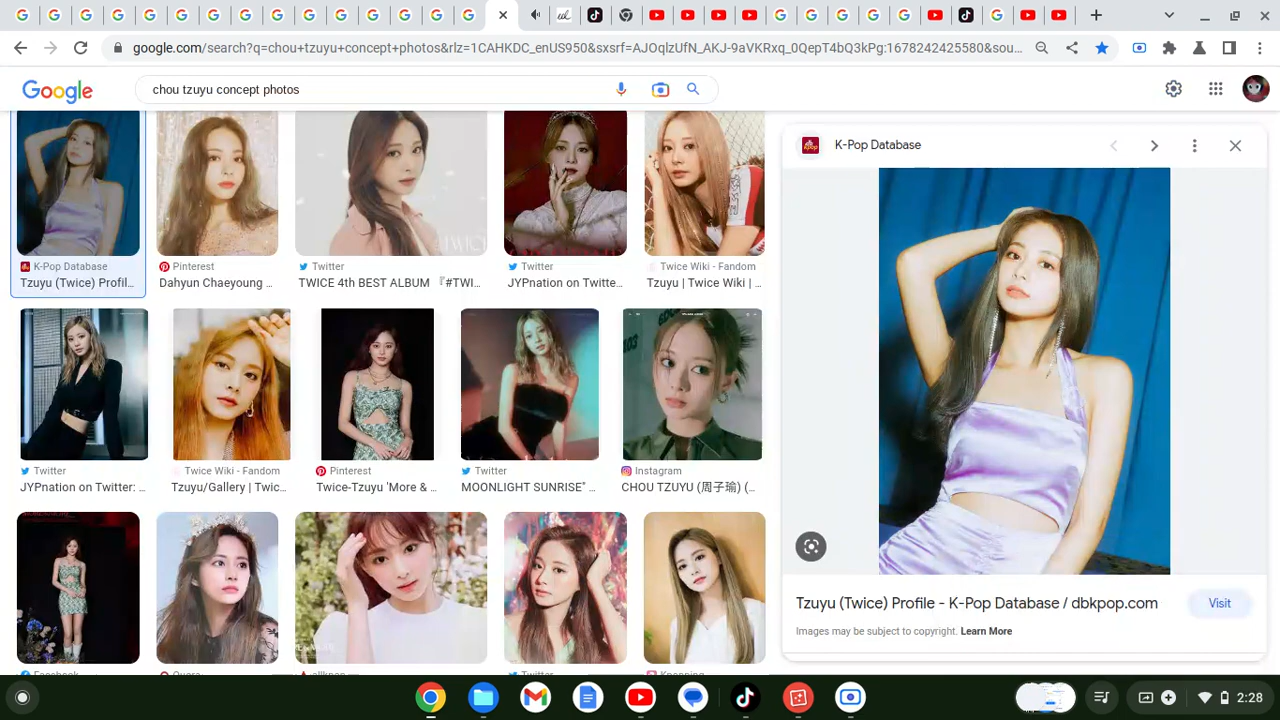 google.com/search?q=chou+tzuyu+concept+photos&rlz=1CAHKDC_enUS950&sxsrf=AJOqlzUfN_AKJ-9aVKRxq_0QepT4bQ3kPg:1678242425580&sou...
Google
chou tzuyu concept photos
K-Pop Database
K-Pop Database
Pinterest
Twitter
Twitter
Twice Wiki - Fandom
Tzuyu (Twice) Profil...
Dahyun Chaeyoung ...
TWICE 4th BEST ALBUM 『#TWI...
JYPnation on Twitte...
Tzuyu | Twice Wiki | ...
Twitter
Twice Wiki - Fandom
Pinterest
Twitter
Instagram
JYPnation on Twitter: ...
Tzuyu/Gallery | Twic...
Twice-Tzuyu 'More & ...
MOONLIGHT SUNRISE" ...
CHOU TZUYU (周子瑜) (...
Tzuyu (Twice) Profile - K-Pop Database / dbkpop.com
Visit
Images may be subject to copyright. Learn More
Facebook
Quora
allkpop
Twitter
2:28